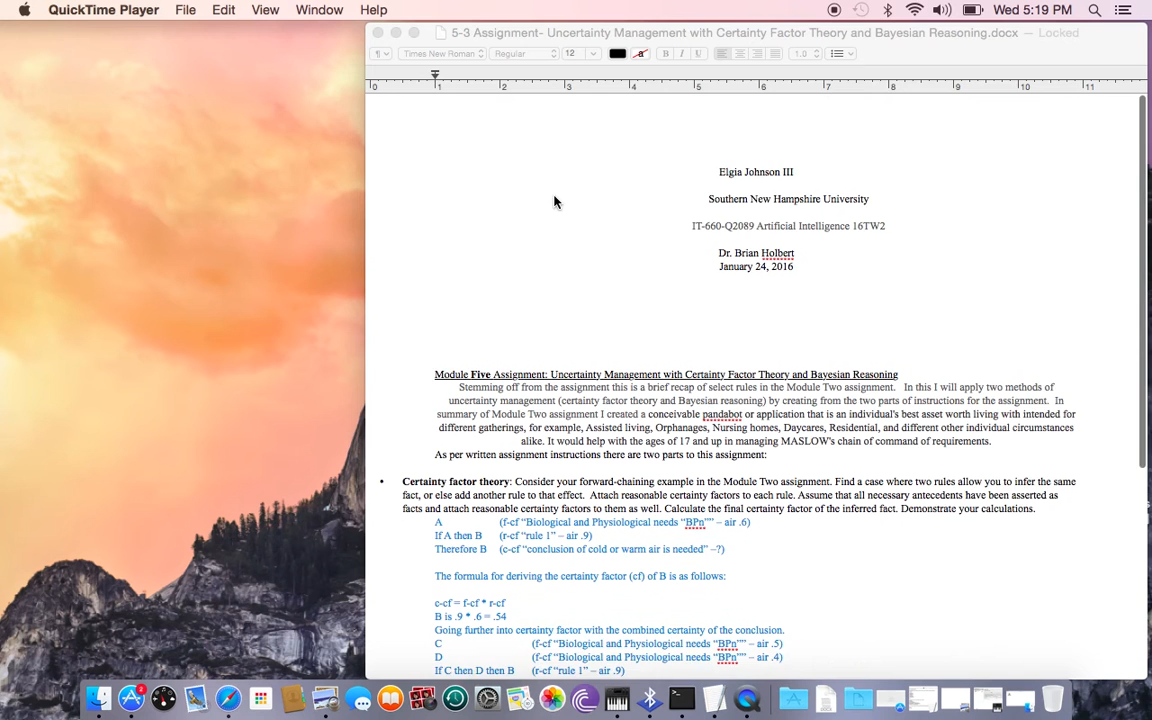 QuickTime Player File Edit View Window Help Wed 5:19 PM
5-3 Assignment- Uncertainty Management with Certainty Factor Theory and Bayesian Reasoning.docx — Locked
¶ Times New Roman Regular 12 a B I U 1.0
0 1 2 3 4 5 6 7 8 9 10 11
Elgia Johnson III
Southern New Hampshire University
IT-660-Q2089 Artificial Intelligence 16TW2
Dr. Brian Holbert
January 24, 2016
Module Five Assignment: Uncertainty Management with Certainty Factor Theory and Bayesian Reasoning
Stemming off from the assignment this is a brief recap of select rules in the Module Two assignment. In this I will apply two methods of
uncertainty management (certainty factor theory and Bayesian reasoning) by creating from the two parts of instructions for the assignment. In
summary of Module Two assignment I created a conceivable pandabot or application that is an individual's best asset worth living with intended for
different gatherings, for example, Assisted living, Orphanages, Nursing homes, Daycares, Residential, and different other individual circumstances
alike. It would help with the ages of 17 and up in managing MASLOW's chain of command of requirements.
As per written assignment instructions there are two parts to this assignment:
• Certainty factor theory: Consider your forward-chaining example in the Module Two assignment. Find a case where two rules allow you to infer the same
fact, or else add another rule to that effect. Attach reasonable certainty factors to each rule. Assume that all necessary antecedents have been asserted as
facts and attach reasonable certainty factors to them as well. Calculate the final certainty factor of the inferred fact. Demonstrate your calculations.
A (f-cf “Biological and Physiological needs “BPn”” – air .6)
If A then B (r-cf “rule 1” – air .9)
Therefore B (c-cf “conclusion of cold or warm air is needed” –?)
The formula for deriving the certainty factor (cf) of B is as follows:
c-cf = f-cf * r-cf
B is .9 * .6 = .54
Going further into certainty factor with the combined certainty of the conclusion.
C (f-cf “Biological and Physiological needs “BPn”” – air .5)
D (f-cf “Biological and Physiological needs “BPn”” – air .4)
If C then D then B (r-cf “rule 1” – air .9)